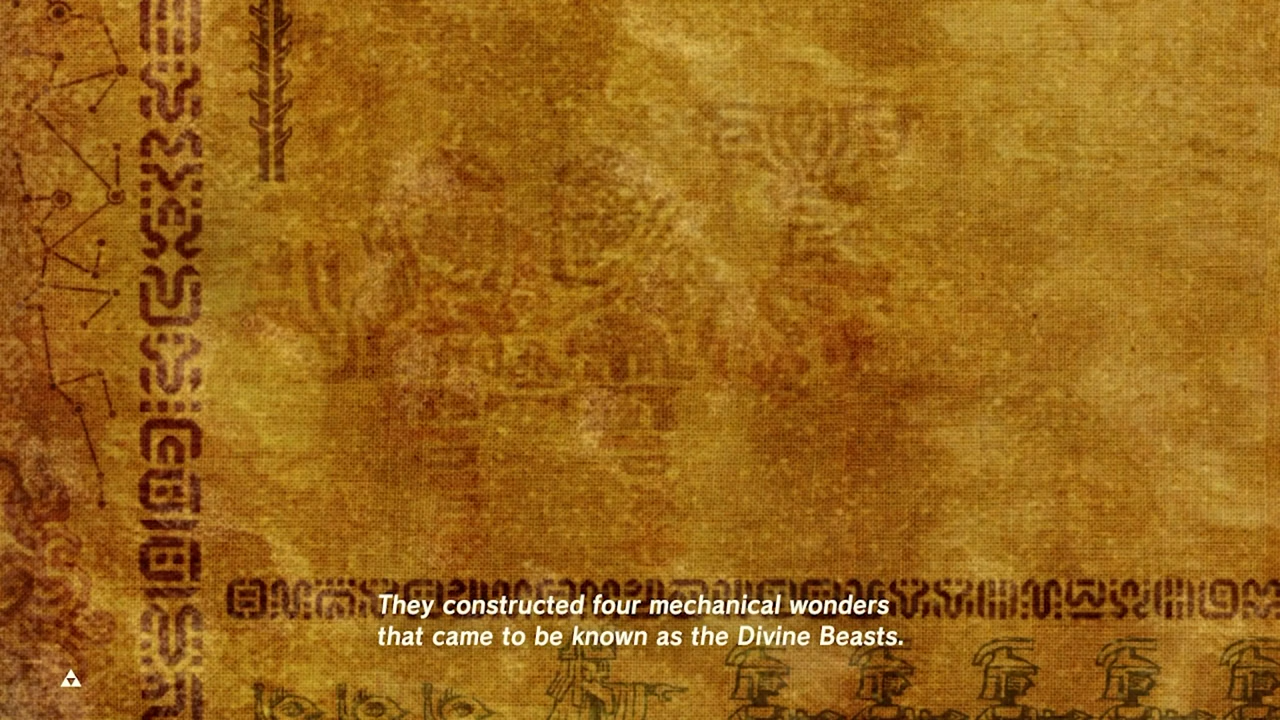 They constructed four mechanical wonders
that came to be known as the Divine Beasts.